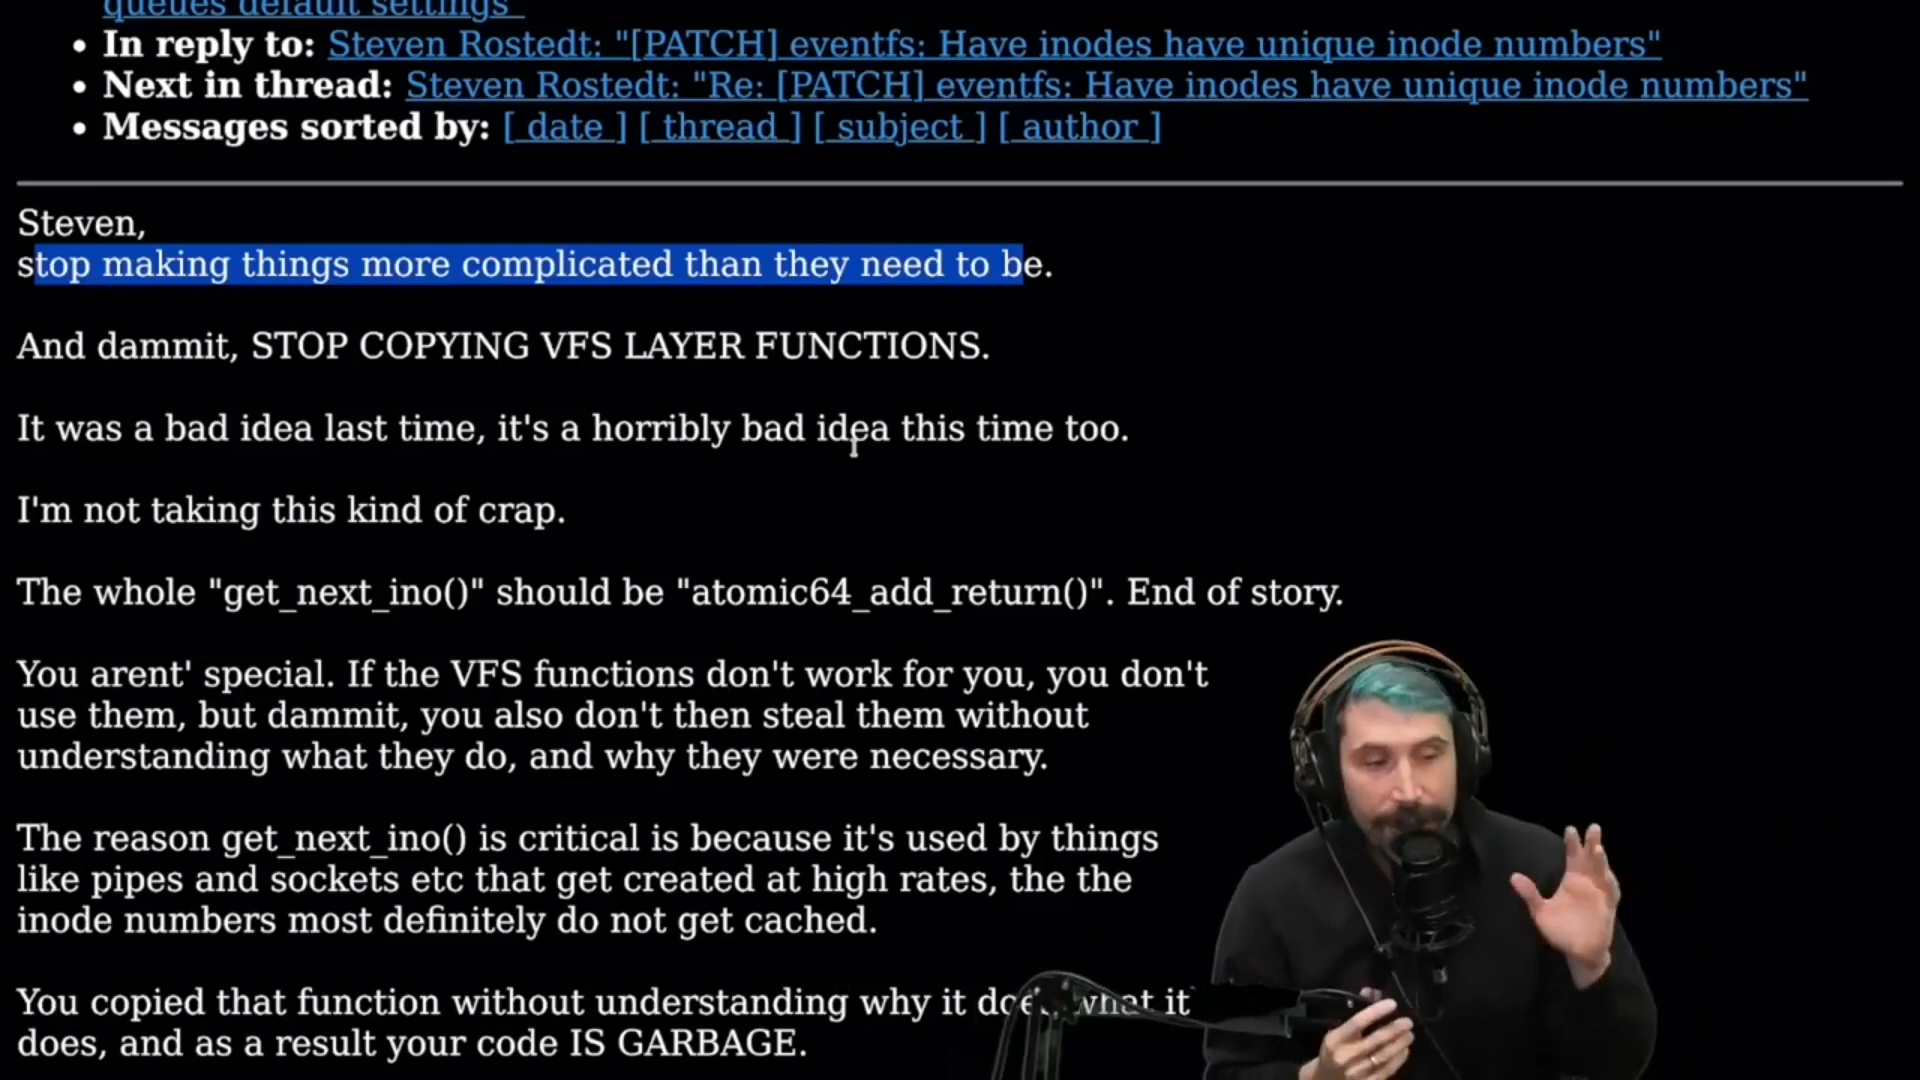 queues default settings"
• In reply to: Steven Rostedt: "[PATCH] eventfs: Have inodes have unique inode numbers"
• Next in thread: Steven Rostedt: "Re: [PATCH] eventfs: Have inodes have unique inode numbers"
• Messages sorted by: [ date ] [ thread ] [ subject ] [ author ]
Steven,
stop making things more complicated than they need to be.
And dammit, STOP COPYING VFS LAYER FUNCTIONS.
It was a bad idea last time, it's a horribly bad idea this time too.
I'm not taking this kind of crap.
The whole "get_next_ino()" should be "atomic64_add_return()". End of story.
You arent' special. If the VFS functions don't work for you, you don't
use them, but dammit, you also don't then steal them without
understanding what they do, and why they were necessary.
The reason get_next_ino() is critical is because it's used by things
like pipes and sockets etc that get created at high rates, the the
inode numbers most definitely do not get cached.
You copied that function without understanding why it does what it
does, and as a result your code IS GARBAGE.